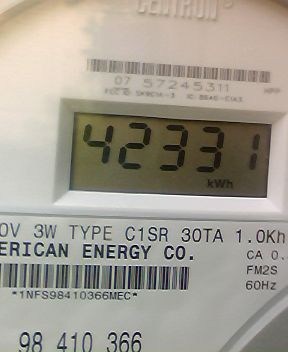 CENTRON®
07 57245311
42331
kWh
0V 3W TYPE C1SR 30TA 1.0Kh
ERICAN ENERGY CO.
CA 0.
FM2S
*1NFS98410366MEC*
60Hz
98 410 366